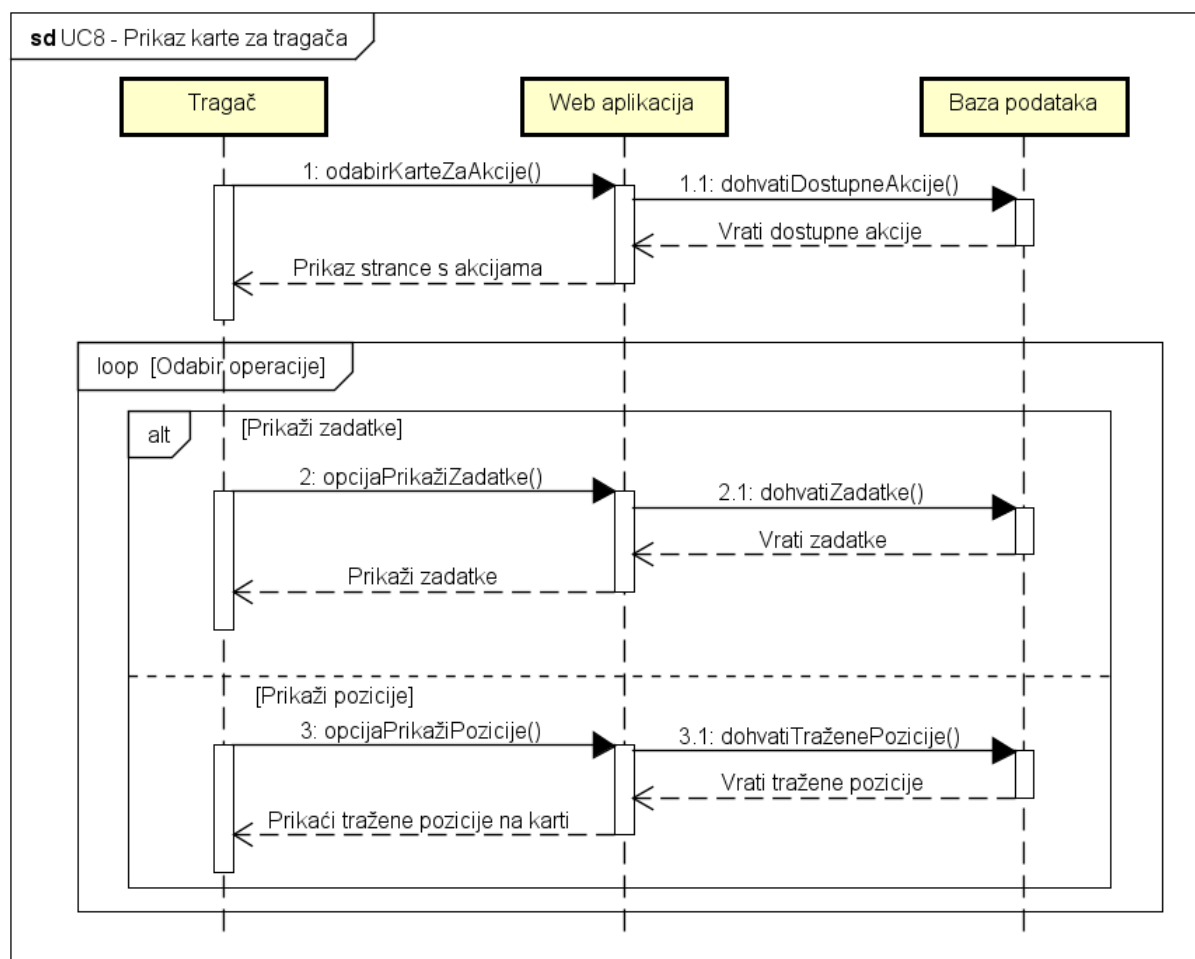 sd UC8 - Prikaz karte za tragača
Tragač
Web aplikacija
Baza podataka
1: odabirKarteZaAkcije()
1.1: dohvatiDostupneAkcije()
Vrati dostupne akcije
Prikaz strance s akcijama
loop [Odabir operacije]
alt
[Prikaži zadatke]
2: opcijaPrikažiZadatke()
2.1: dohvatiZadatke()
Vrati zadatke
Prikaži zadatke
[Prikaži pozicije]
3: opcijaPrikažiPozicije()
3.1: dohvatiTraženePozicije()
Vrati tražene pozicije
Prikaći tražene pozicije na karti